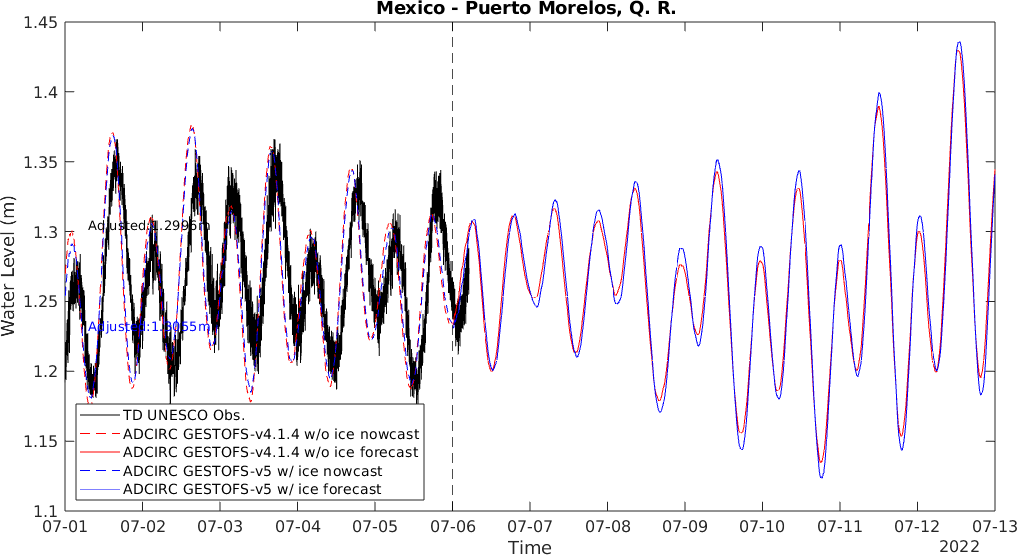 Mexico - Puerto Morelos, Q. R.
Water Level (m)
1.45
1.4
1.35
1.3
1.25
1.2
1.15
1.1
Adjusted:1.2995m
Adjusted:1.3055m
TD UNESCO Obs.
ADCIRC GESTOFS-v4.1.4 w/o ice nowcast
ADCIRC GESTOFS-v4.1.4 w/o ice forecast
ADCIRC GESTOFS-v5 w/ ice nowcast
ADCIRC GESTOFS-v5 w/ ice forecast
07-01 07-02 07-03 07-04 07-05 07-06 07-07 07-08 07-09 07-10 07-11 07-12 07-13
Time
2022